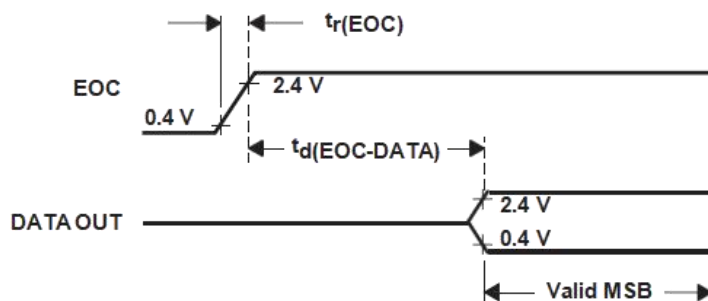 tr(EOC)
EOC
2.4 V
0.4 V
td(EOC-DATA)
DATA OUT
2.4 V
0.4 V
Valid MSB